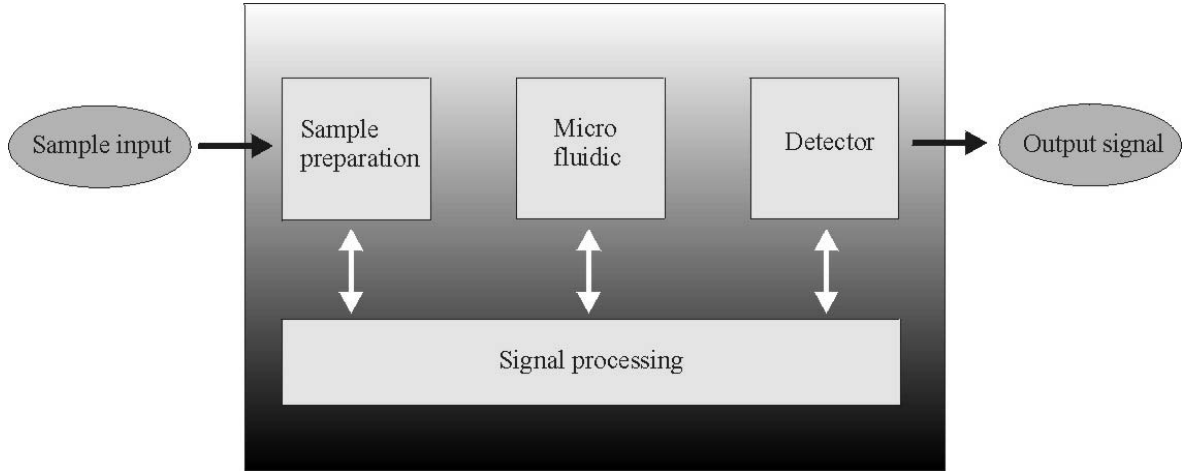 Sample input
Sample
preparation
Micro
fluidic
Detector
Output signal
Signal processing